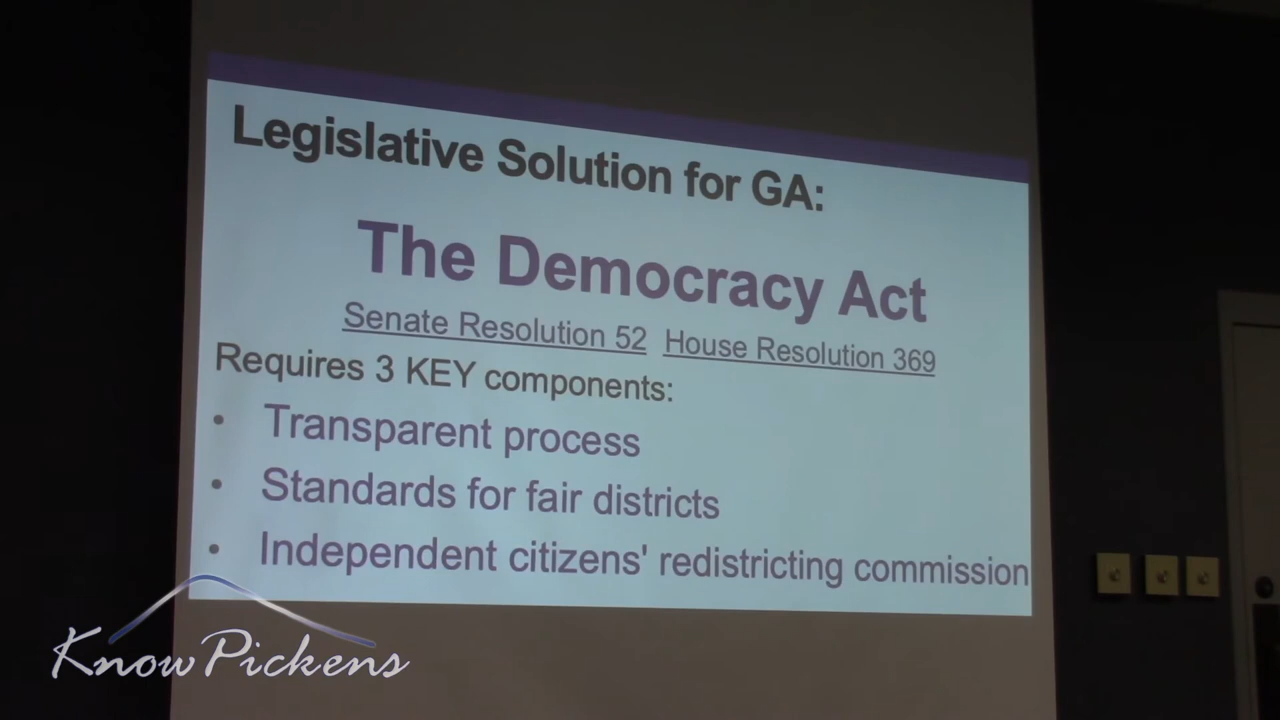 Legislative Solution for GA:
The Democracy Act
Senate Resolution 52 House Resolution 369
Requires 3 KEY components:
• Transparent process
• Standards for fair districts
• Independent citizens' redistricting commission
KnowPickens